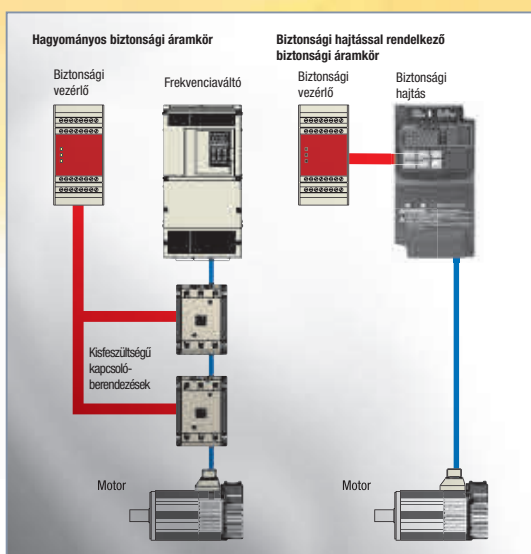 Hagyományos biztonsági áramkör
Biztonsági
vezérlő
Frekvenciaváltó
Kisfeszültségű
kapcsoló-
berendezések
Motor
Biztonsági hajtással rendelkező
biztonsági áramkör
Biztonsági
vezérlő
Biztonsági
hajtás
Motor